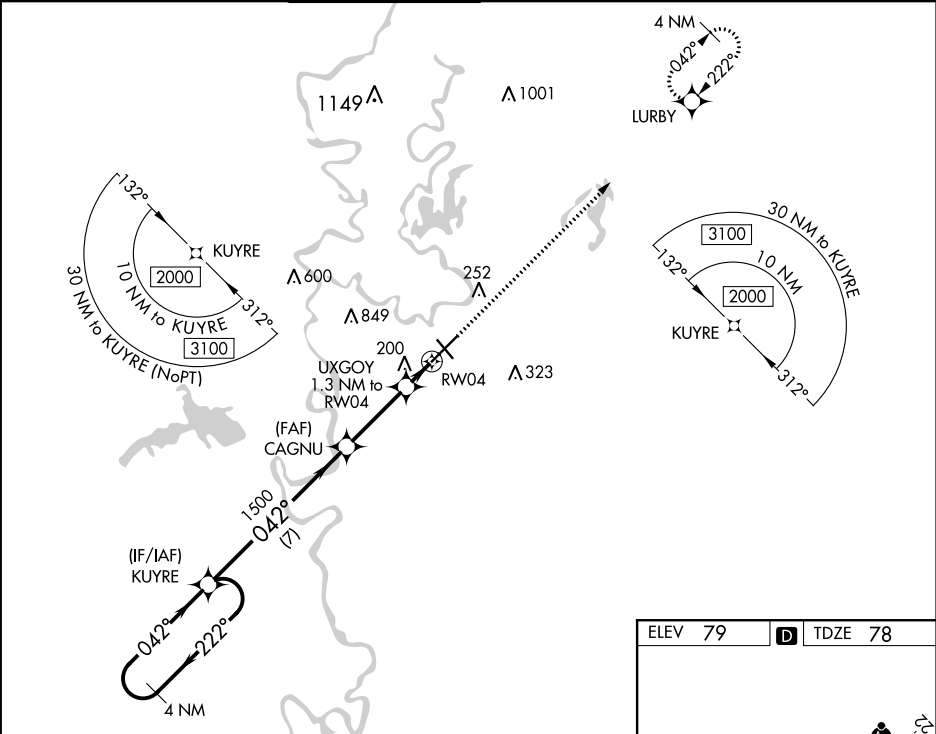 4 NM
042°
222°
LURBY
1149
1001
132°
KUYRE
2000
10 NM to KUYRE
312°
30 NM to KUYRE (NoPT)
3100
600
252
849
200
UXGOY
1.3 NM to
RW04
RW04
323
30 NM to KUYRE
3100
132°
10 NM
2000
KUYRE
312°
(FAF)
CAGNU
1500
042°
(7)
(IF/IAF)
KUYRE
042°
222°
4 NM
ELEV 79
D
TDZE 78
22